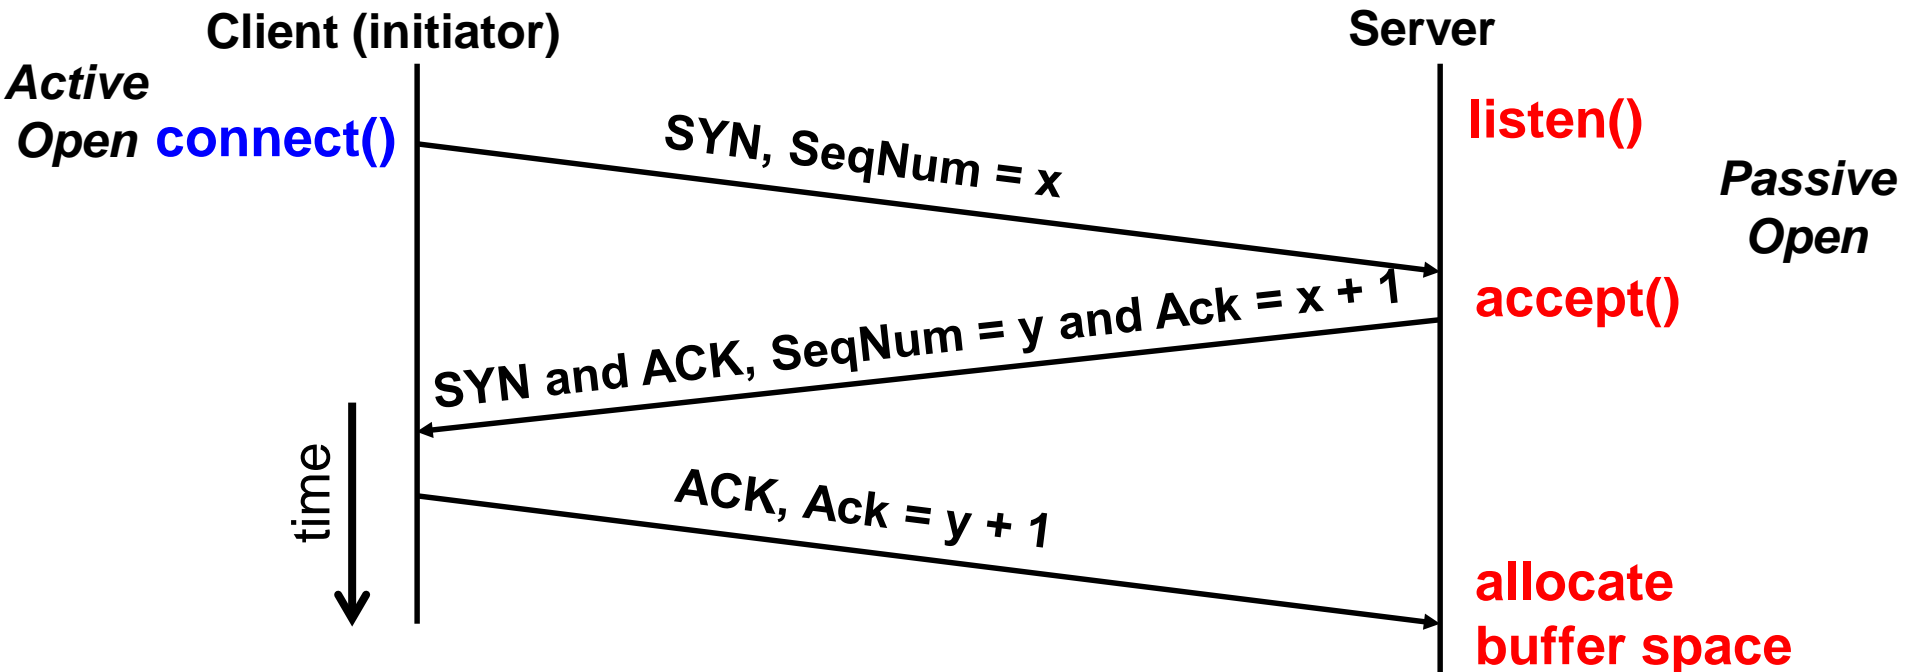 Client (initiator)
Server
Active
Open
connect()
listen()
SYN, SeqNum = x
Passive
Open
accept()
SYN and ACK, SeqNum = y and Ack = x + 1
time
ACK, Ack = y + 1
allocate
buffer space